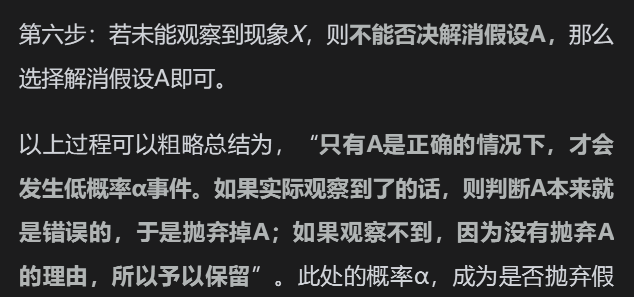 第六步：若未能观察到现象X，则不能否决解消假设A，那么
选择解消假设A即可。
以上过程可以粗略总结为，“只有A是正确的情况下，才会
发生低概率α事件。如果实际观察到了的话，则判断A本来就
是错误的，于是抛弃掉A；如果观察不到，因为没有抛弃A
的理由，所以予以保留”。此处的概率α，成为是否抛弃假